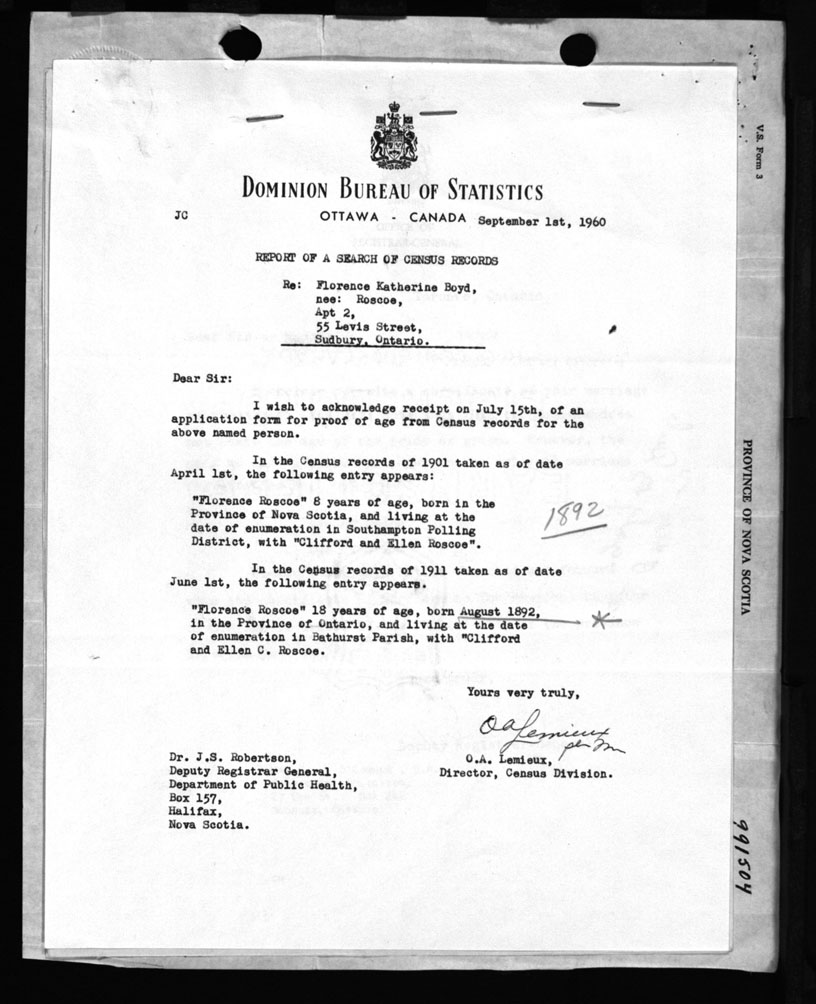 DOMINION BUREAU OF STATISTICS
JC
OTTAWA - CANADA September 1st, 1960
REPORT OF A SEARCH OF CENSUS RECORDS
Re: Florence Katherine Boyd,
nee: Roscoe,
Apt 2,
55 Levis Street,
Sudbury, Ontario.
Dear Sir:
I wish to acknowledge receipt on July 15th, of an
application form for proof of age from Census records for the
above named person.
In the Census records of 1901 taken as of date
April 1st, the following entry appears:
"Florence Roscoe" 8 years of age, born in the
Province of Nova Scotia, and living at the
date of enumeration in Southampton Polling
District, with "Clifford and Ellen Roscoe".
1892
In the Census records of 1911 taken as of date
June 1st, the following entry appears.
"Florence Roscoe" 18 years of age, born August 1892,
in the Province of Ontario, and living at the date
of enumeration in Bathurst Parish, with "Clifford
and Ellen C. Roscoe.
Yours very truly,
OALemieux
per
O.A. Lemieux,
Director, Census Division.
Dr. J.S. Robertson,
Deputy Registrar General,
Department of Public Health,
Box 157,
Halifax,
Nova Scotia.
V.S. Form 3
PROVINCE OF NOVA SCOTIA
991504